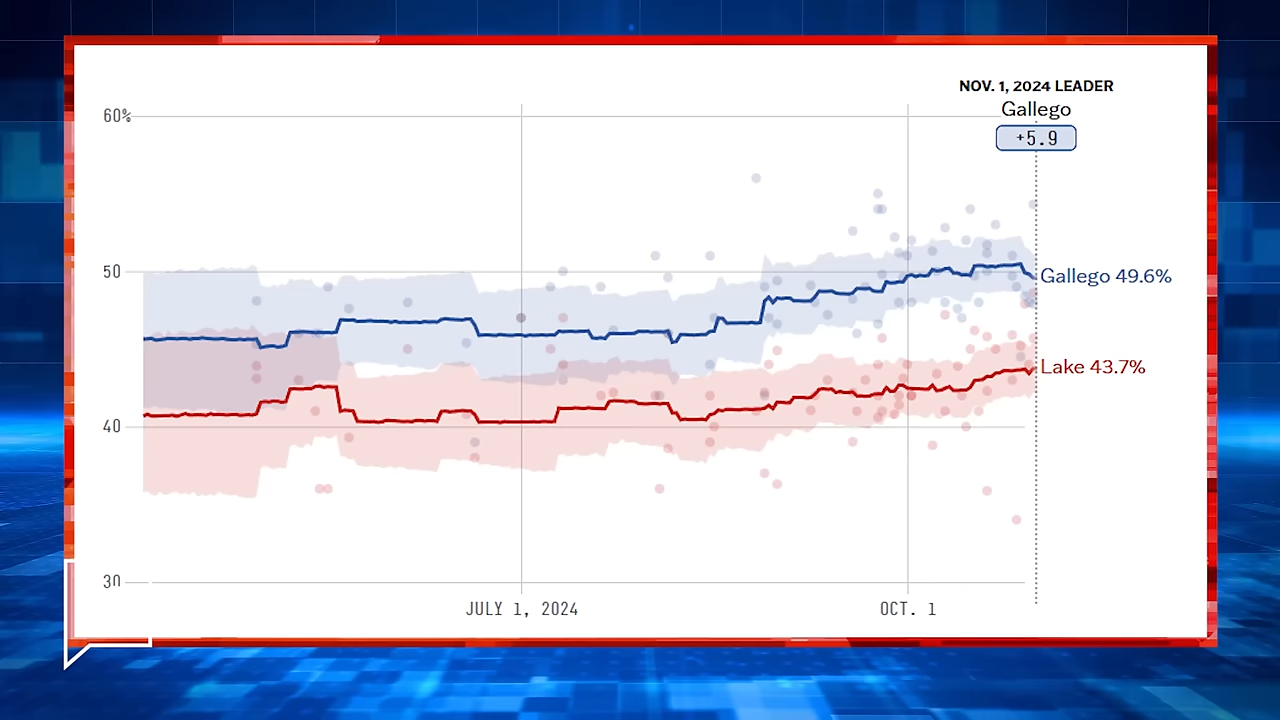 NOV. 1, 2024 LEADER
Gallego
+5.9
60%
50
40
30
Gallego 49.6%
Lake 43.7%
JULY 1, 2024
OCT. 1